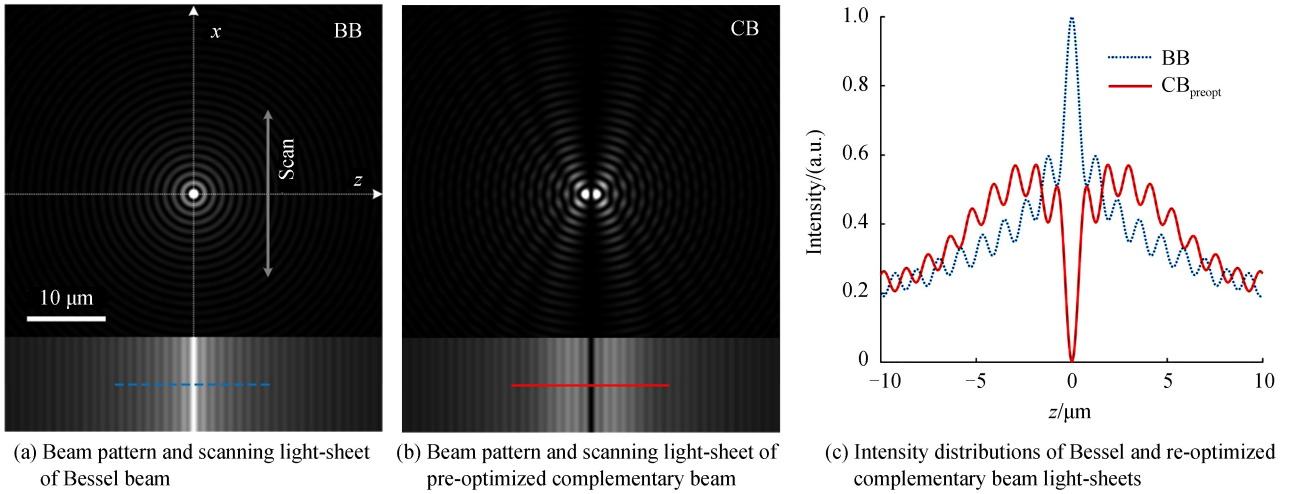 BB
x
Scan
z
10 μm
CB
1.0
0.8
0.6
0.4
0.2
0
Intensity/(a.u.)
BB
CBpreopt
−10
−5
0
5
10
z/μm
(a) Beam pattern and scanning light-sheet
of Bessel beam
(b) Beam pattern and scanning light-sheet of
pre-optimized complementary beam
(c) Intensity distributions of Bessel and re-optimized
complementary beam light-sheets